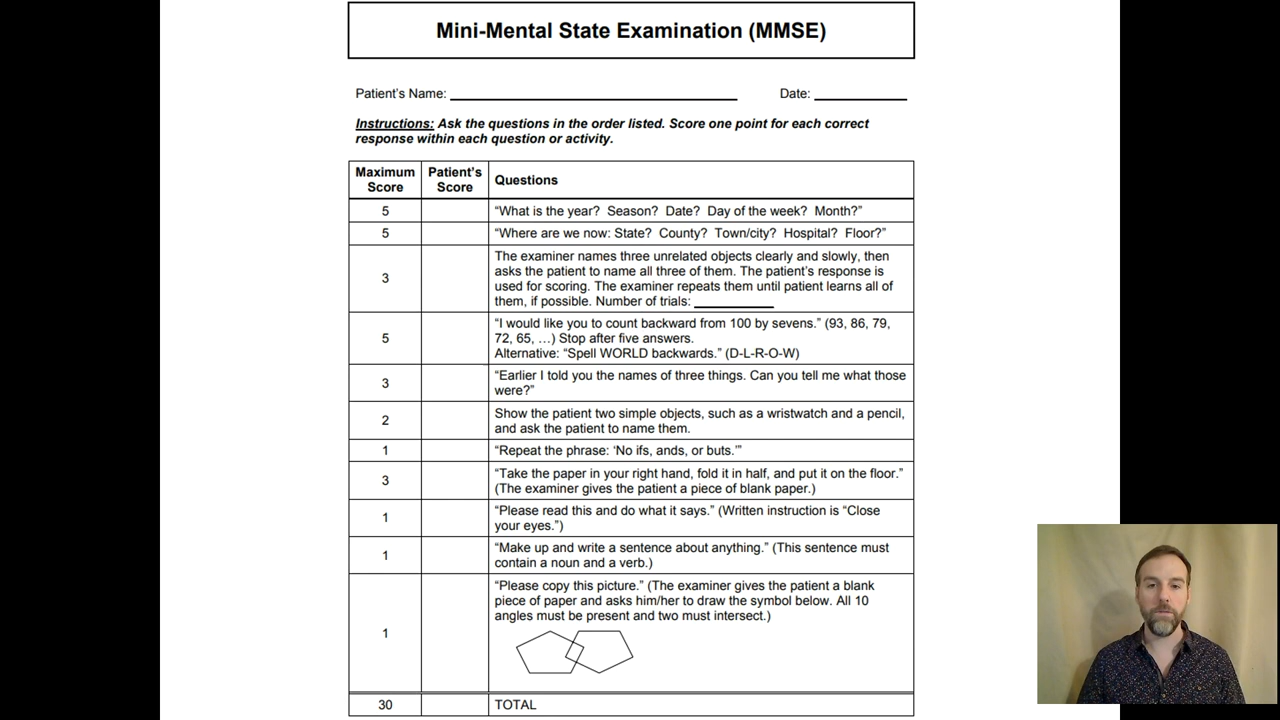 Mini-Mental State Examination (MMSE)
Patient’s Name: Date:
Instructions: Ask the questions in the order listed. Score one point for each correct
response within each question or activity.
Maximum Score Patient’s Score Questions
5 “What is the year? Season? Date? Day of the week? Month?”
5 “Where are we now: State? County? Town/city? Hospital? Floor?”
3 The examiner names three unrelated objects clearly and slowly, then
asks the patient to name all three of them. The patient’s response is
used for scoring. The examiner repeats them until patient learns all of
them, if possible. Number of trials:
5 “I would like you to count backward from 100 by sevens.” (93, 86, 79,
72, 65, …) Stop after five answers.
Alternative: “Spell WORLD backwards.” (D-L-R-O-W)
3 “Earlier I told you the names of three things. Can you tell me what those
were?”
2 Show the patient two simple objects, such as a wristwatch and a pencil,
and ask the patient to name them.
1 “Repeat the phrase: ‘No ifs, ands, or buts.’”
3 “Take the paper in your right hand, fold it in half, and put it on the floor.”
(The examiner gives the patient a piece of blank paper.)
1 “Please read this and do what it says.” (Written instruction is “Close
your eyes.”)
1 “Make up and write a sentence about anything.” (This sentence must
contain a noun and a verb.)
1 “Please copy this picture.” (The examiner gives the patient a blank
piece of paper and asks him/her to draw the symbol below. All 10
angles must be present and two must intersect.)
30 TOTAL